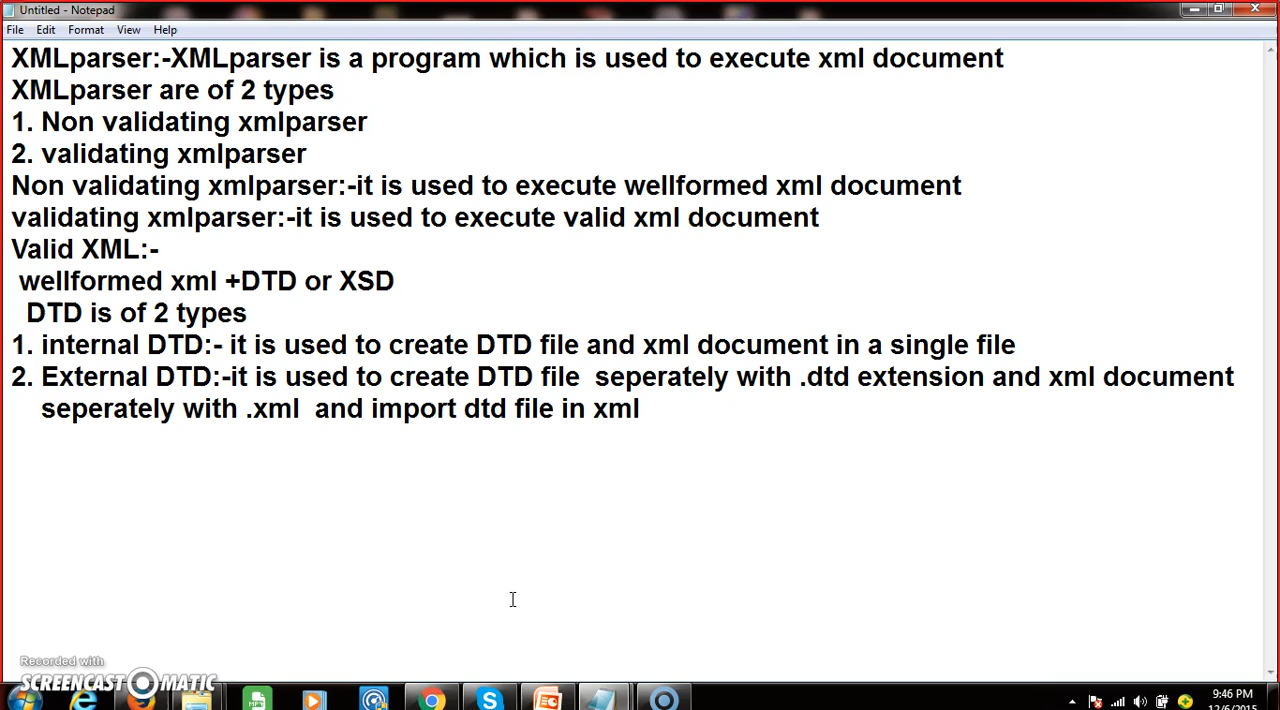 Untitled - Notepad
File Edit Format View Help
XMLparser:-XMLparser is a program which is used to execute xml document
XMLparser are of 2 types
1. Non validating xmlparser
2. validating xmlparser
Non validating xmlparser:-it is used to execute wellformed xml document
validating xmlparser:-it is used to execute valid xml document
Valid XML:-
wellformed xml +DTD or XSD
DTD is of 2 types
1. internal DTD:- it is used to create DTD file and xml document in a single file
2. External DTD:-it is used to create DTD file  seperately with .dtd extension and xml document
seperately with .xml  and import dtd file in xml
Recorded with
SCREENCAST MATIC
9:46 PM
12/6/2015